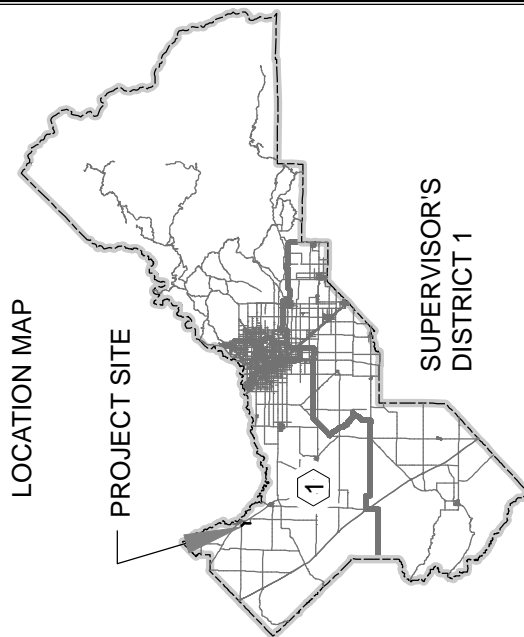 LOCATION MAP
PROJECT SITE
1
SUPERVISOR'S
DISTRICT 1